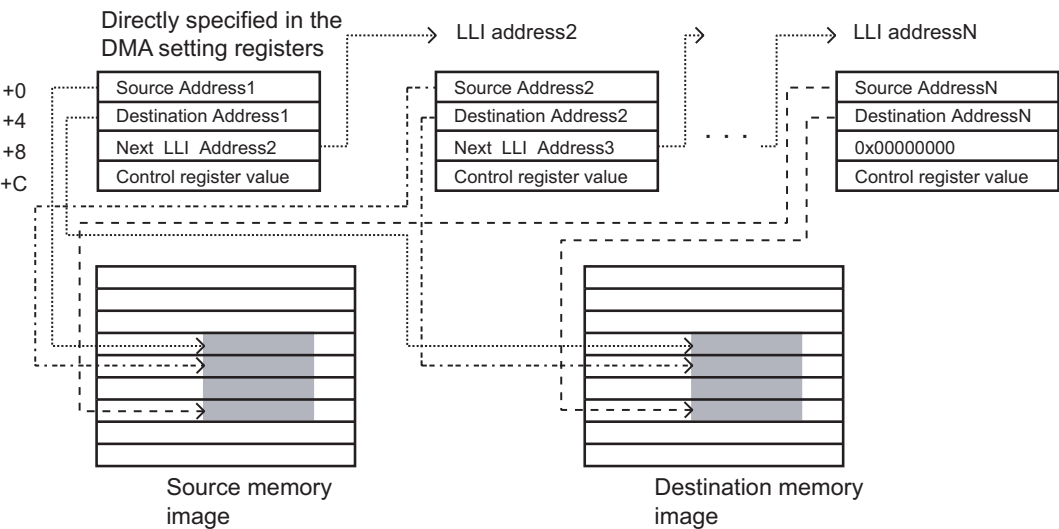 Directly specified in the
DMA setting registers
LLI address2
LLI addressN
+0
Source Address1
Source Address2
Source AddressN
+4
Destination Address1
Destination Address2
Destination AddressN
+8
Next LLI Address2
Next LLI Address3
. . .
0x00000000
+C
Control register value
Control register value
Control register value
Source memory
image
Destination memory
image